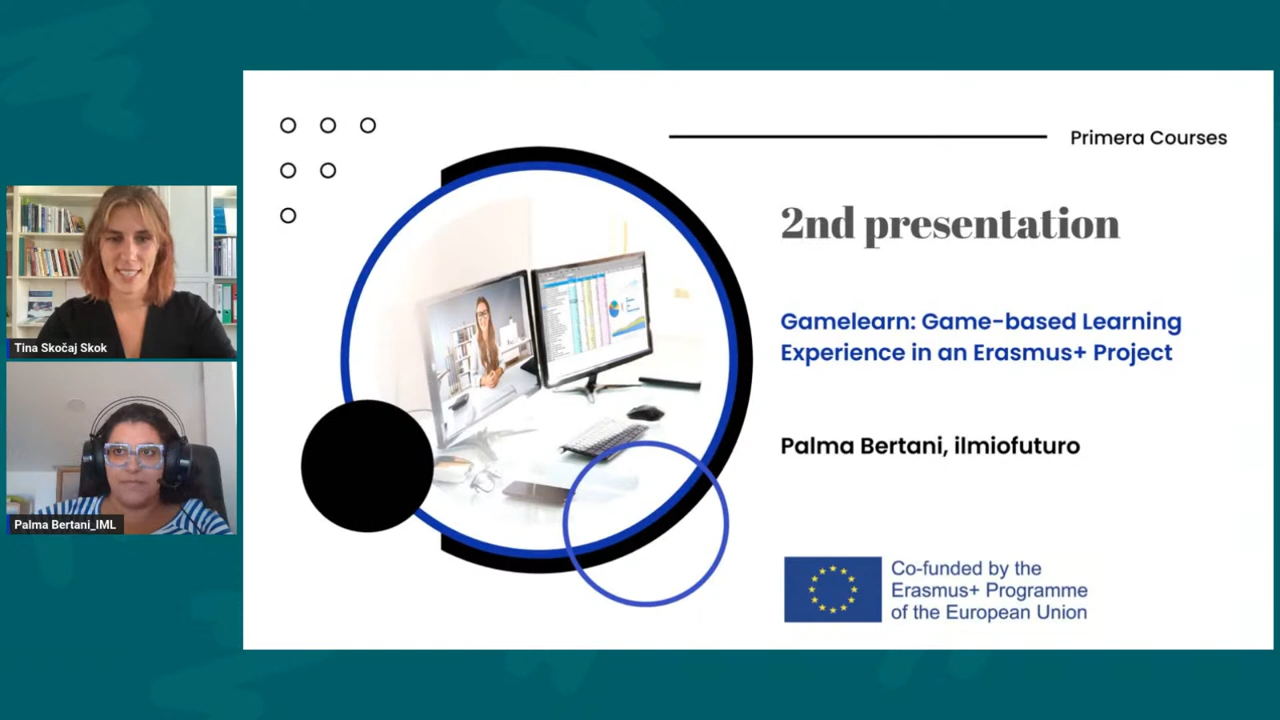 Primera Courses
2nd presentation
Gamelearn: Game-based Learning
Experience in an Erasmus+ Project
Palma Bertani, ilmiofuturo
Co-funded by the
Erasmus+ Programme
of the European Union
Tina Skočaj Skok
Palma Bertani_IML